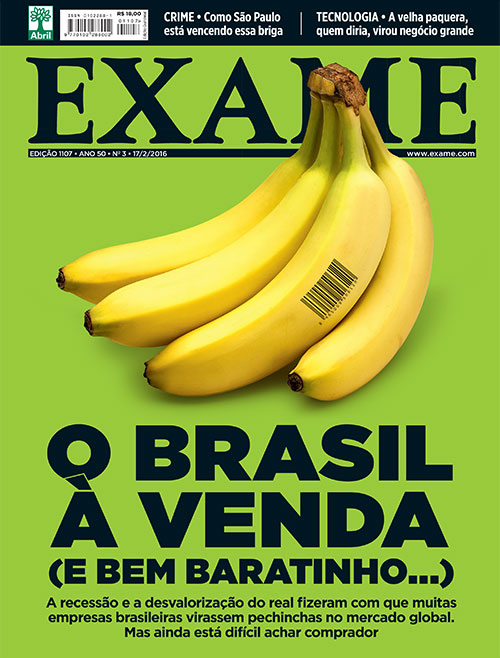 Abril
R$ 18,00
CRIME • Como São Paulo
está vencendo essa briga
TECNOLOGIA • A velha paquera,
quem diria, virou negócio grande
EXAME
EDIÇÃO 1107 • ANO 50 • Nº 3 • 17/2/2016
www.exame.com
O BRASIL
À VENDA
(E BEM BARATINHO...)
A recessão e a desvalorização do real fizeram com que muitas
empresas brasileiras virassem pechinchas no mercado global.
Mas ainda está difícil achar comprador